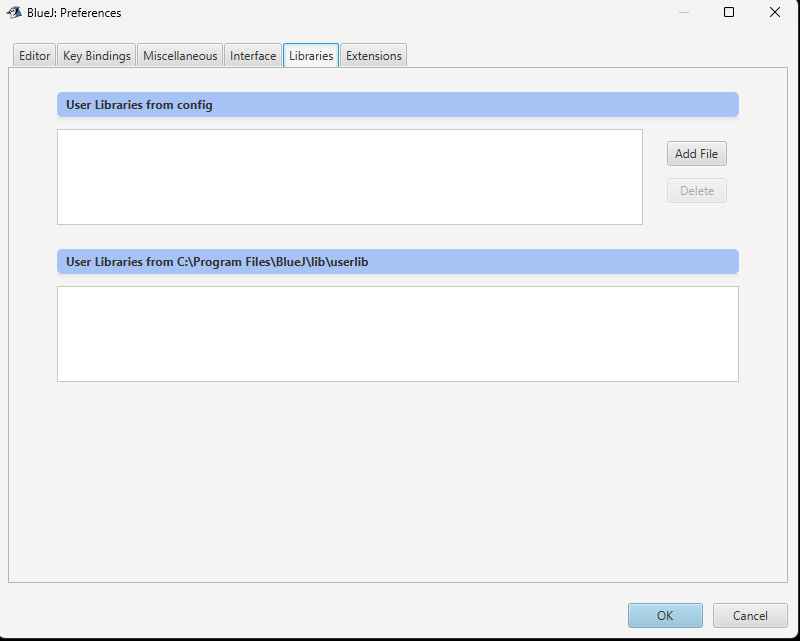 BlueJ: Preferences
Editor Key Bindings Miscellaneous Interface Libraries Extensions
User Libraries from config
Add File
Delete
User Libraries from C:\Program Files\BlueJ\lib\userlib
OK Cancel